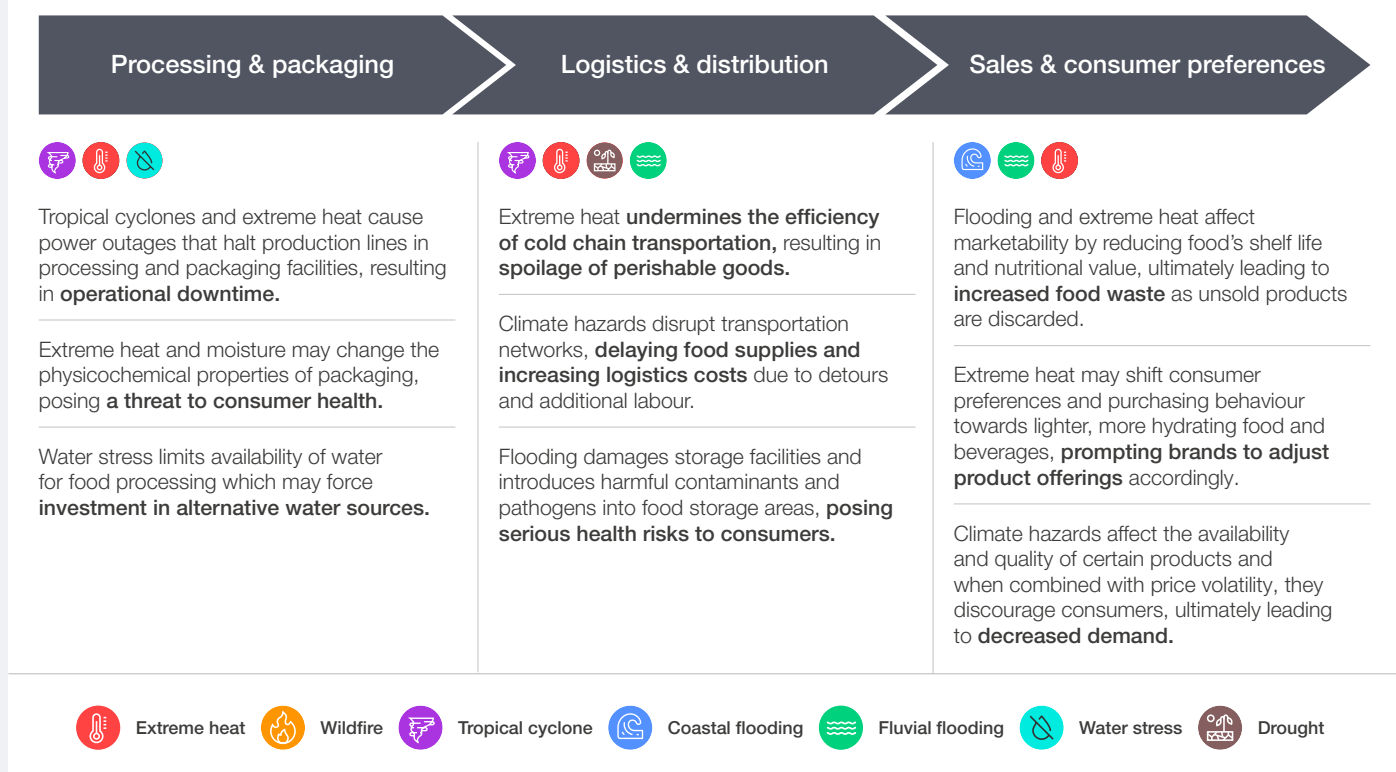 Processing & packaging
Logistics & distribution
Sales & consumer preferences
Tropical cyclones and extreme heat cause
power outages that halt production lines in
processing and packaging facilities, resulting
in operational downtime.
Extreme heat and moisture may change the
physicochemical properties of packaging,
posing a threat to consumer health.
Water stress limits availability of water
for food processing which may force
investment in alternative water sources.
Extreme heat undermines the efficiency
of cold chain transportation, resulting in
spoilage of perishable goods.
Climate hazards disrupt transportation
networks, delaying food supplies and
increasing logistics costs due to detours
and additional labour.
Flooding damages storage facilities and
introduces harmful contaminants and
pathogens into food storage areas, posing
serious health risks to consumers.
Flooding and extreme heat affect
marketability by reducing food's shelf life
and nutritional value, ultimately leading to
increased food waste as unsold products
are discarded.
Extreme heat may shift consumer
preferences and purchasing behaviour
towards lighter, more hydrating food and
beverages, prompting brands to adjust
product offerings accordingly.
Climate hazards affect the availability
and quality of certain products and
when combined with price volatility, they
discourage consumers, ultimately leading
to decreased demand.
Extreme heat
Wildfire
Tropical cyclone
Coastal flooding
Fluvial flooding
Water stress
Drought